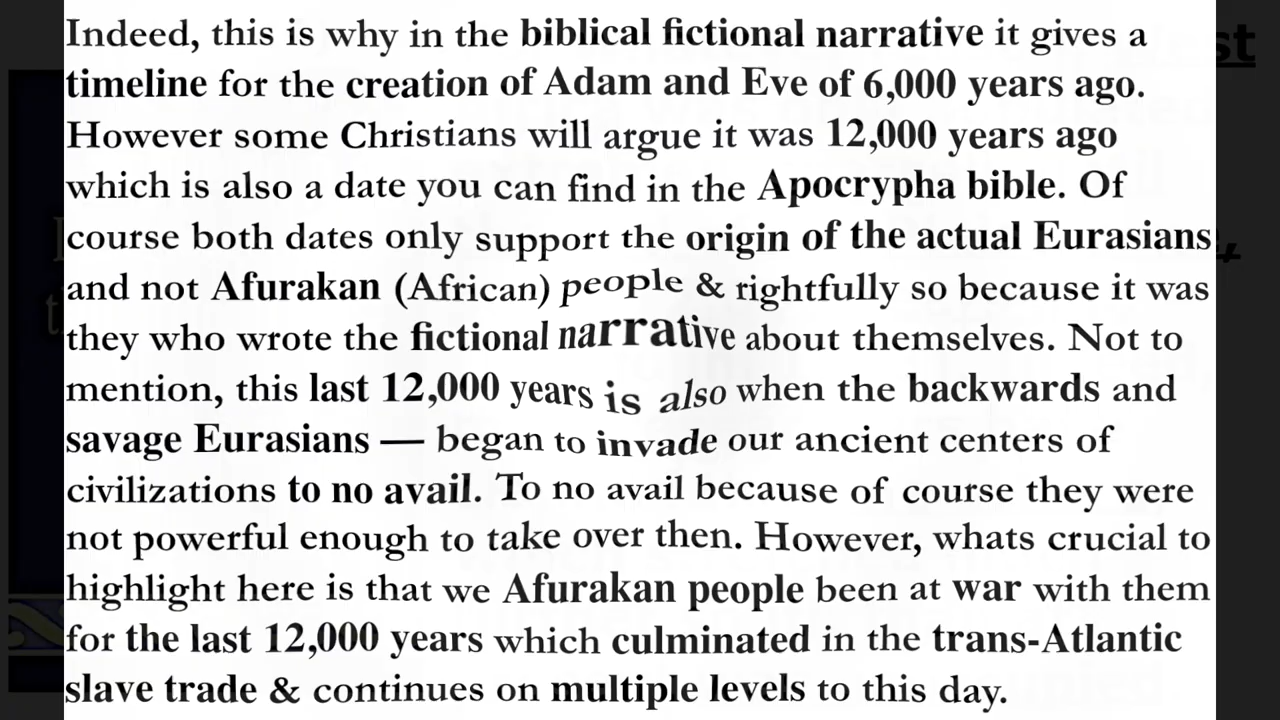 Indeed, this is why in the biblical fictional narrative it gives a
timeline for the creation of Adam and Eve of 6,000 years ago.
However some Christians will argue it was 12,000 years ago
which is also a date you can find in the Apocrypha bible. Of
course both dates only support the origin of the actual Eurasians
and not Afurakan (African) people & rightfully so because it was
they who wrote the fictional narrative about themselves. Not to
mention, this last 12,000 years is also when the backwards and
savage Eurasians — began to invade our ancient centers of
civilizations to no avail. To no avail because of course they were
not powerful enough to take over then. However, whats crucial to
highlight here is that we Afurakan people been at war with them
for the last 12,000 years which culminated in the trans-Atlantic
slave trade & continues on multiple levels to this day.